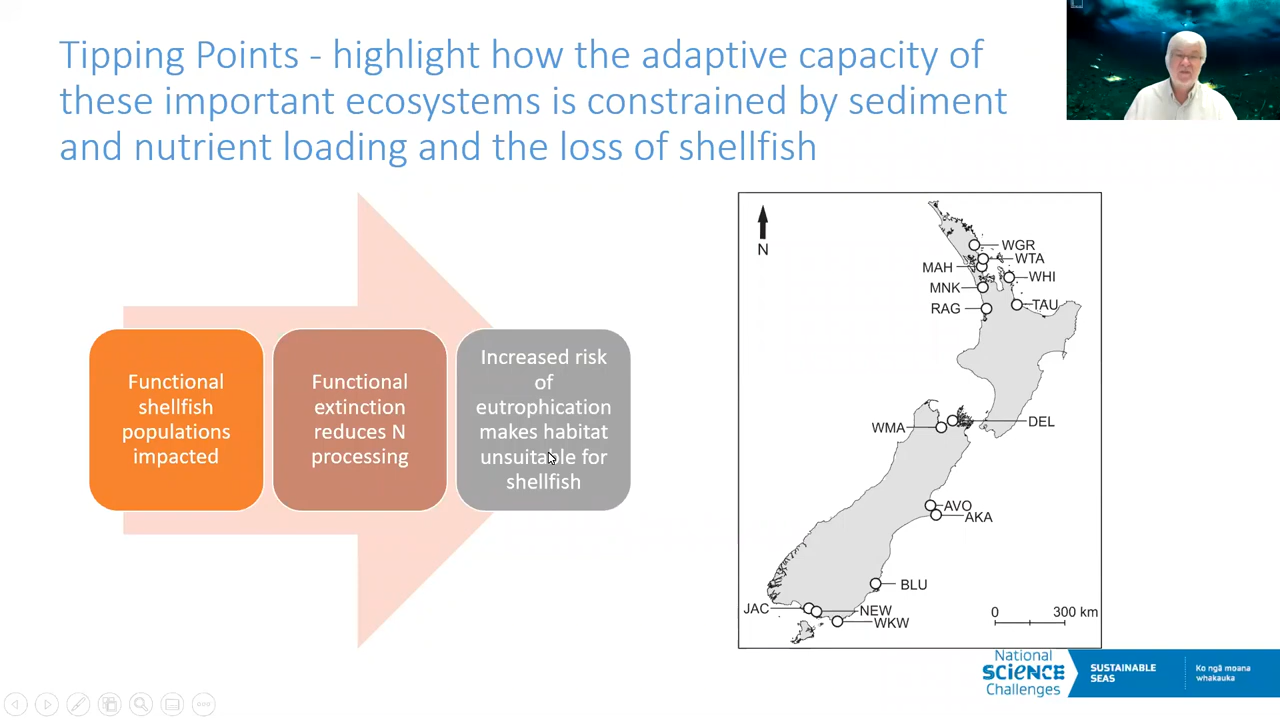 Tipping Points - highlight how the adaptive capacity of
these important ecosystems is constrained by sediment
and nutrient loading and the loss of shellfish
Functional
shellfish
populations
impacted
Functional
extinction
reduces N
processing
Increased risk
of
eutrophication
makes habitat
unsuitable for
shellfish
N
WGR
WTA
MAH
WHI
MNK
RAG
TAU
WMA
DEL
AVO
AKA
BLU
JAC
NEW
WKW
0 300 km
National
SCiENCE
Challenges
SUSTAINABLE
SEAS
Ko ngā moana
whakauka